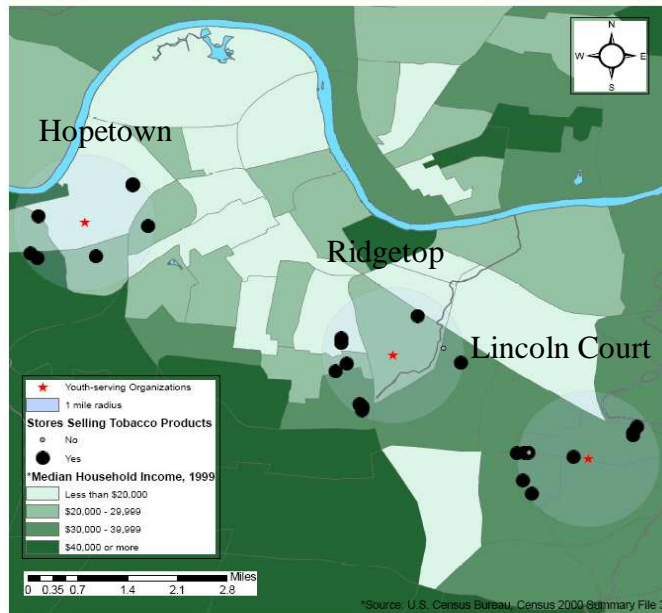 N
W E
S
Hopetown
Ridgetop
Lincoln Court
Youth-serving Organizations
1 mile radius
Stores Selling Tobacco Products
No
Yes
*Median Household Income, 1999
Less than $20,000
$20,000 - 29,999
$30,000 - 39,999
$40,000 or more
Miles
0 0.35 0.7 1.4 2.1 2.8
*Source: U.S. Census Bureau, Census 2000 Summary File